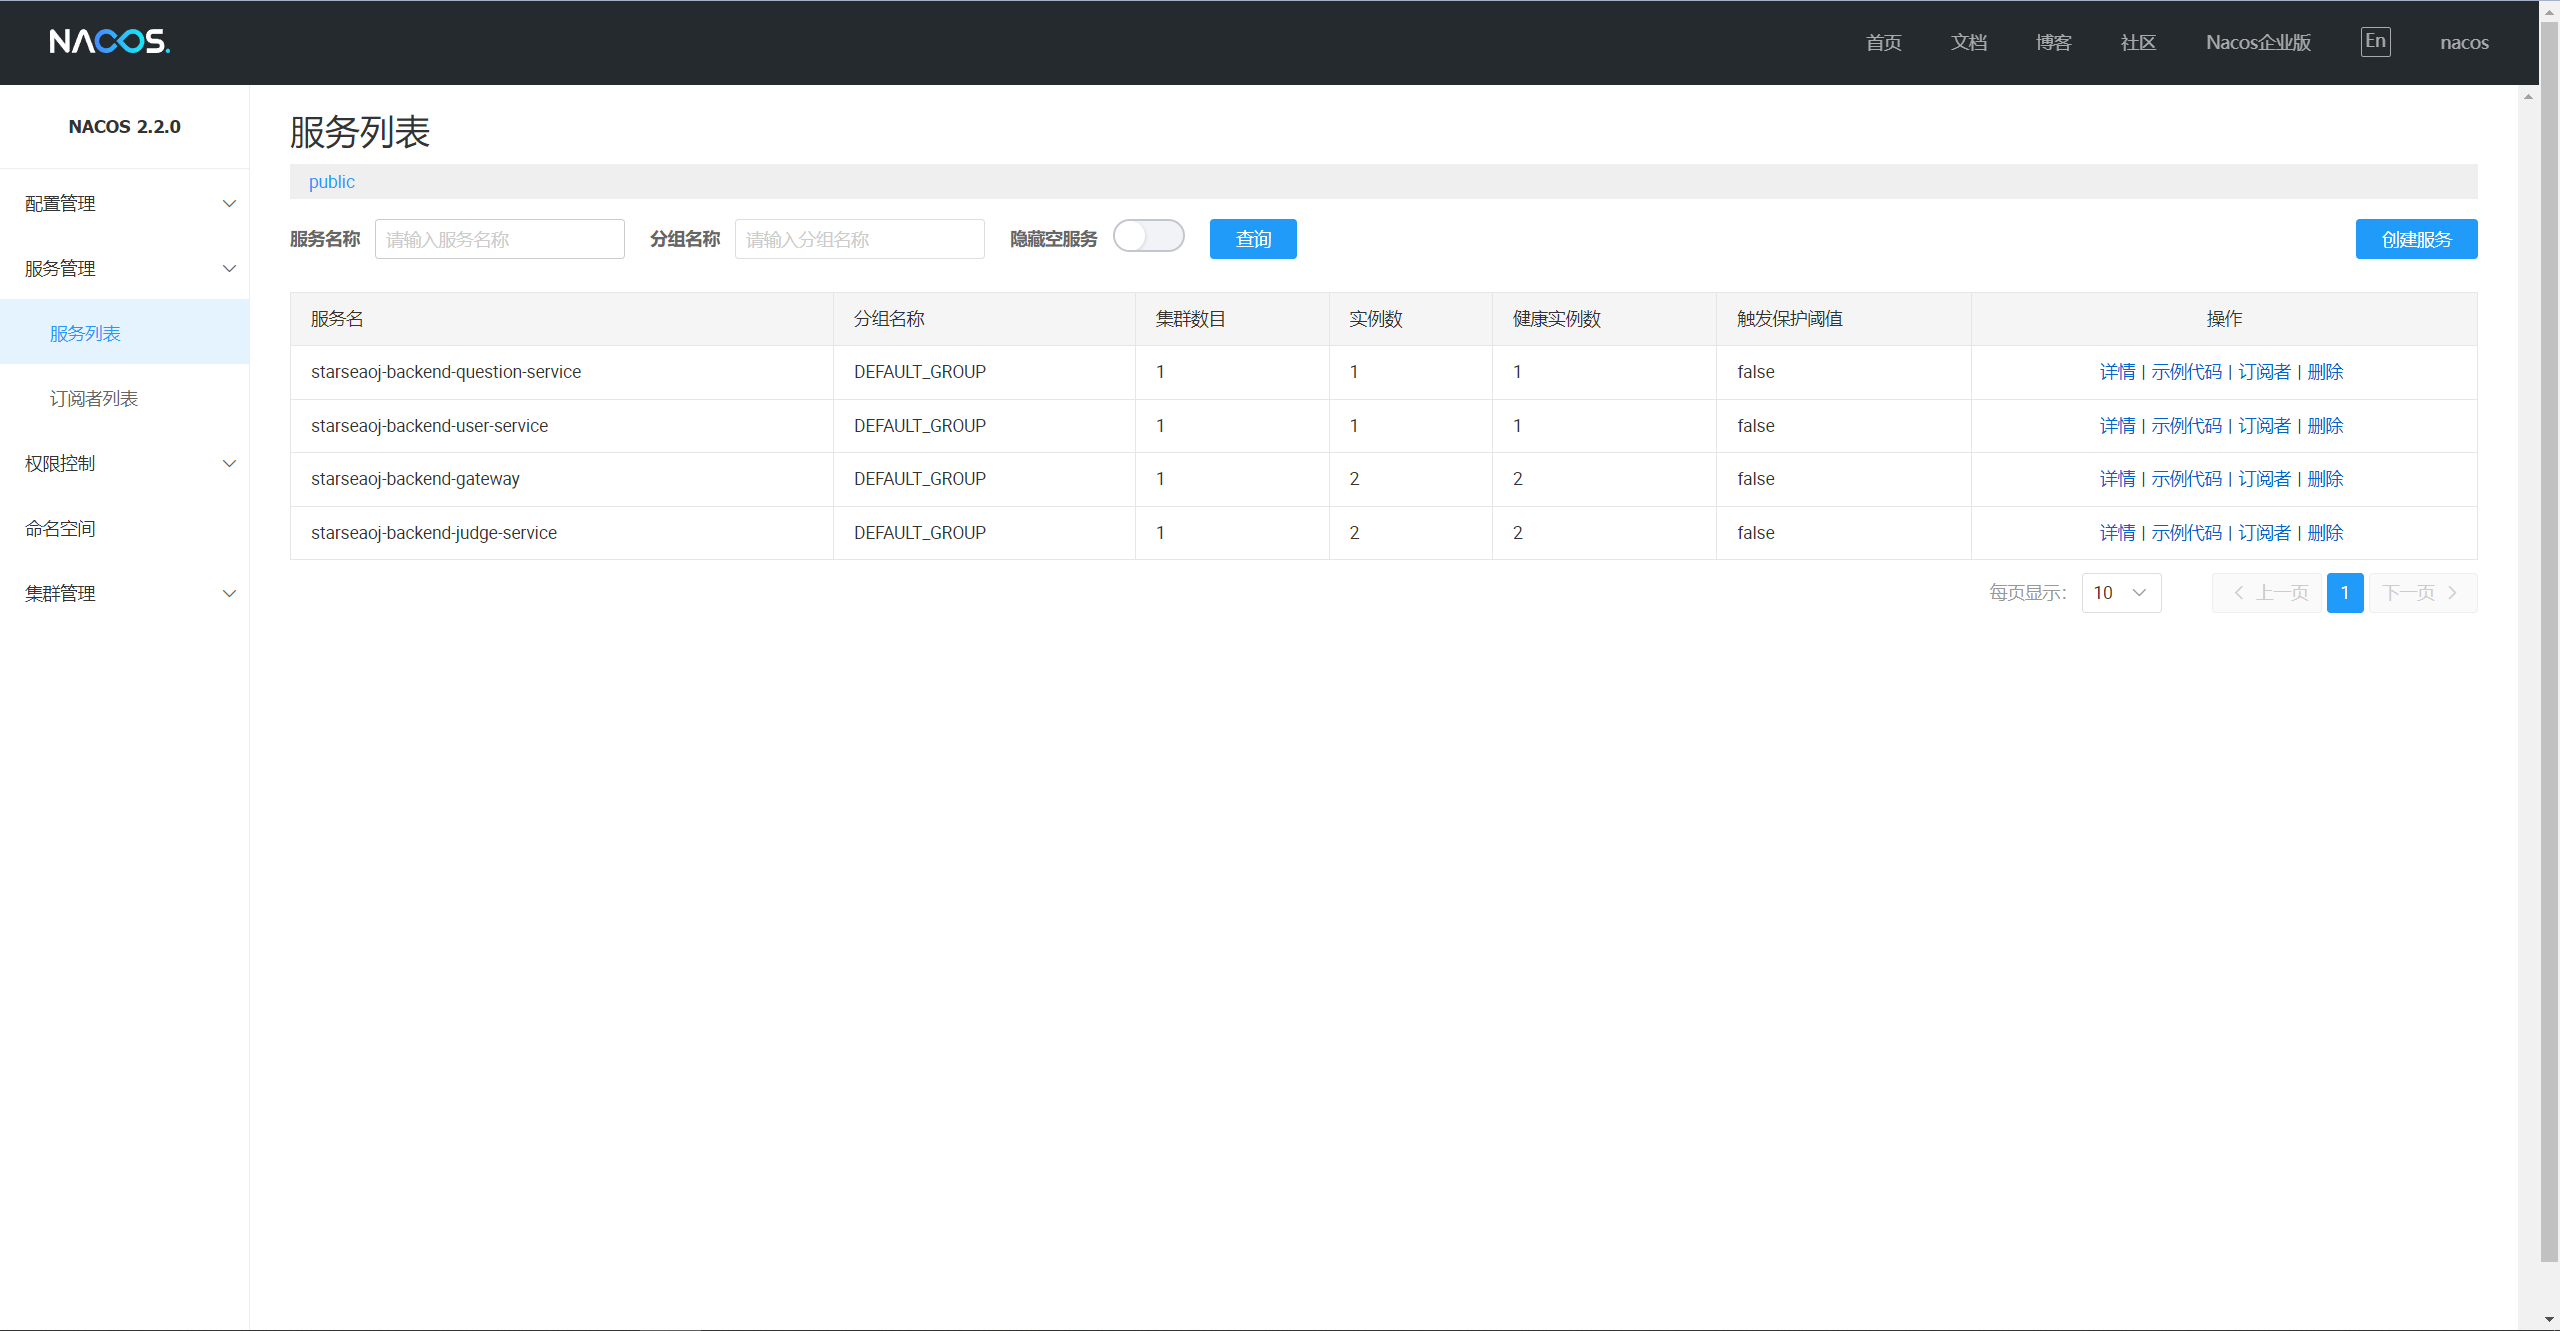 NACOS.
首页 文档 博客 社区 Nacos企业版 En nacos
NACOS 2.2.0
配置管理
服务管理
服务列表
订阅者列表
权限控制
命名空间
集群管理
服务列表
public
服务名称 请输入服务名称 分组名称 请输入分组名称 隐藏空服务 查询 创建服务
服务名 分组名称 集群数目 实例数 健康实例数 触发保护阈值 操作
starseaoj-backend-question-service DEFAULT_GROUP 1 1 1 false 详情 | 示例代码 | 订阅者 | 删除
starseaoj-backend-user-service DEFAULT_GROUP 1 1 1 false 详情 | 示例代码 | 订阅者 | 删除
starseaoj-backend-gateway DEFAULT_GROUP 1 2 2 false 详情 | 示例代码 | 订阅者 | 删除
starseaoj-backend-judge-service DEFAULT_GROUP 1 2 2 false 详情 | 示例代码 | 订阅者 | 删除
每页显示: 10 上一页 1 下一页